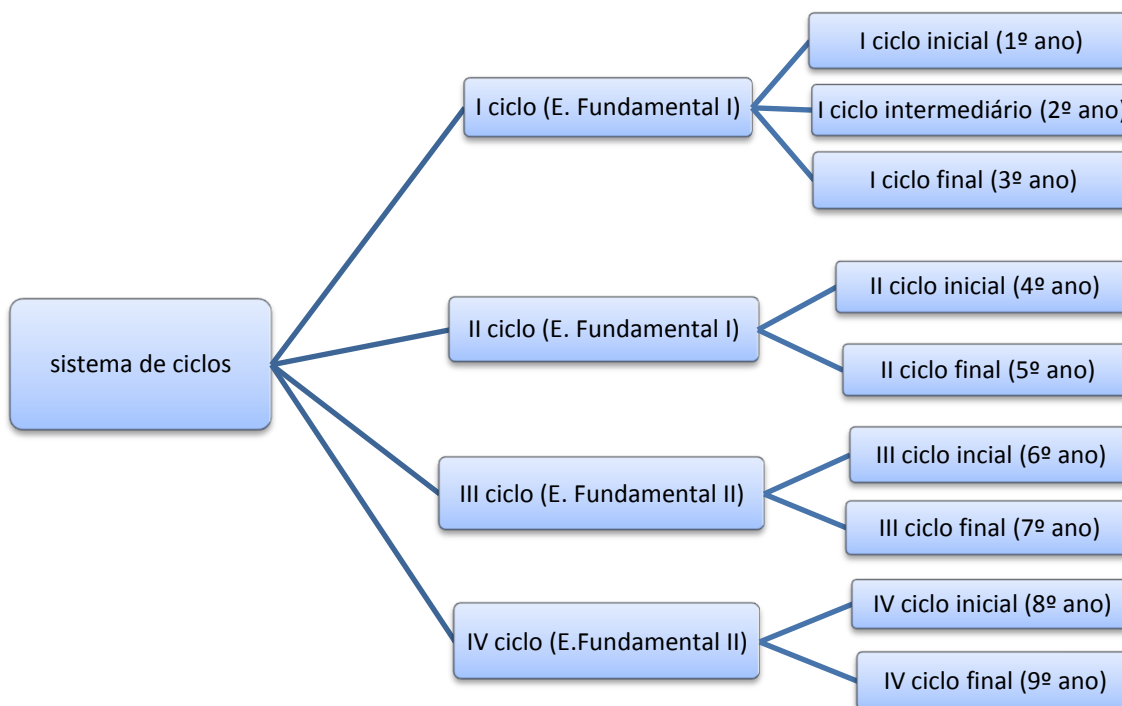 sistema de ciclos
I ciclo (E. Fundamental I)
I ciclo inicial (1º ano)
I ciclo intermediário (2º ano)
I ciclo final (3º ano)
II ciclo (E. Fundamental I)
II ciclo inicial (4º ano)
II ciclo final (5º ano)
III ciclo (E. Fundamental II)
III ciclo incial (6º ano)
III ciclo final (7º ano)
IV ciclo (E.Fundamental II)
IV ciclo inicial (8º ano)
IV ciclo final (9º ano)